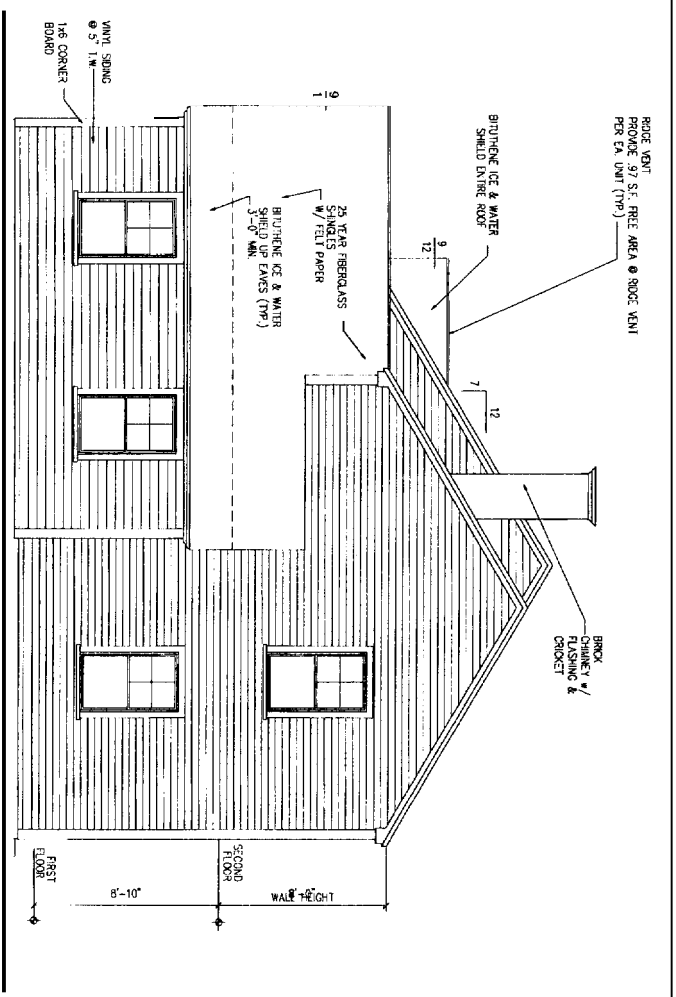 RIDGE VENT
PROVIDE .97 S.F. FREE AREA @ RIDGE VENT
PER EA. UNIT (TYP.)
BITUTHENE ICE & WATER
SHIELD ENTIRE ROOF
9
12
7
12
BRICK
CHIMNEY W/
FLASHING &
CRICKET
9
1
25 YEAR FIBERGLASS
SHINGLES
W/ FELT PAPER
BITUTHENE ICE & WATER
SHIELD UP EAVES (TYP.)
3'-0" MIN.
VINYL SIDING
@ 5" T.W.
1x6 CORNER
BOARD
WALL HEIGHT
SECOND
FLOOR
8'-10"
FIRST
FLOOR